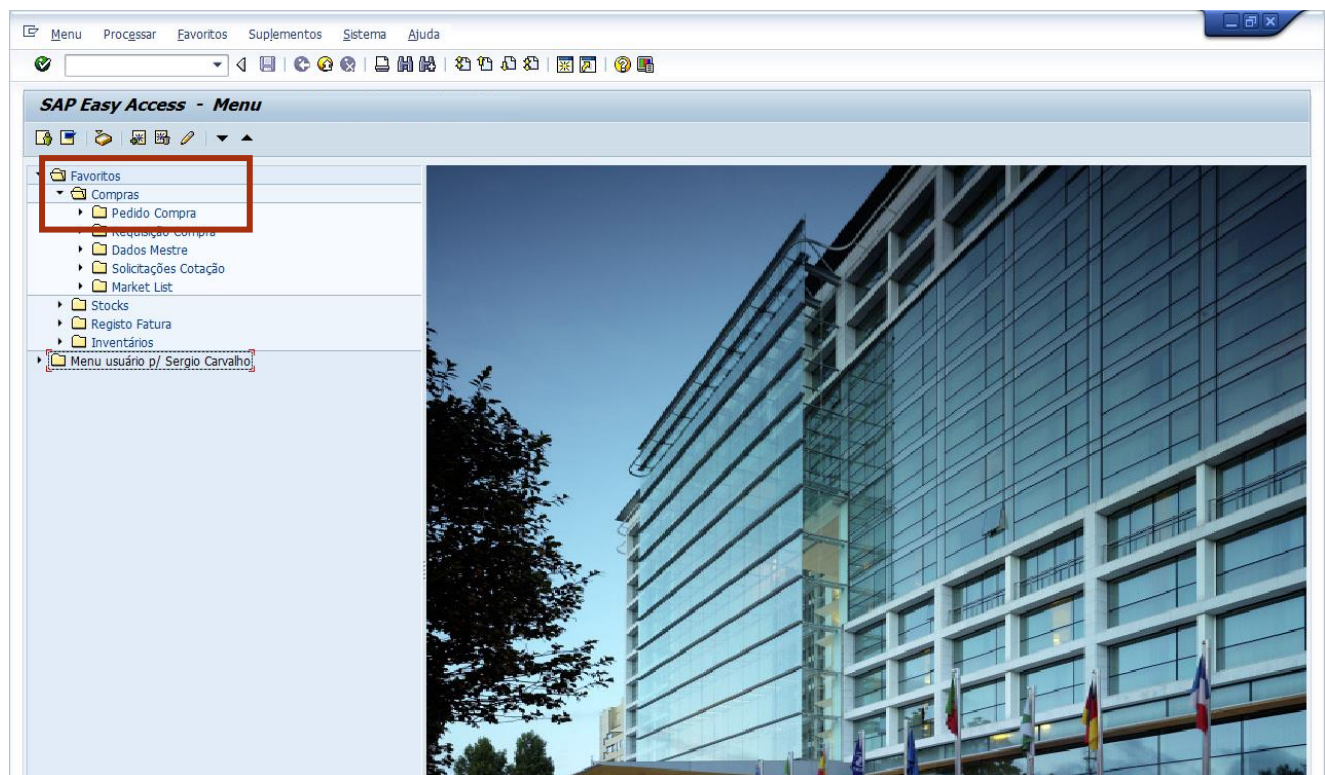 Menu Processar Favoritos Suplementos Sistema Ajuda
SAP Easy Access - Menu
Favoritos
Compras
Pedido Compra
Requisição Compra
Dados Mestre
Solicitações Cotação
Market List
Stocks
Registo Fatura
Inventários
Menu usuário p/ Sergio Carvalho